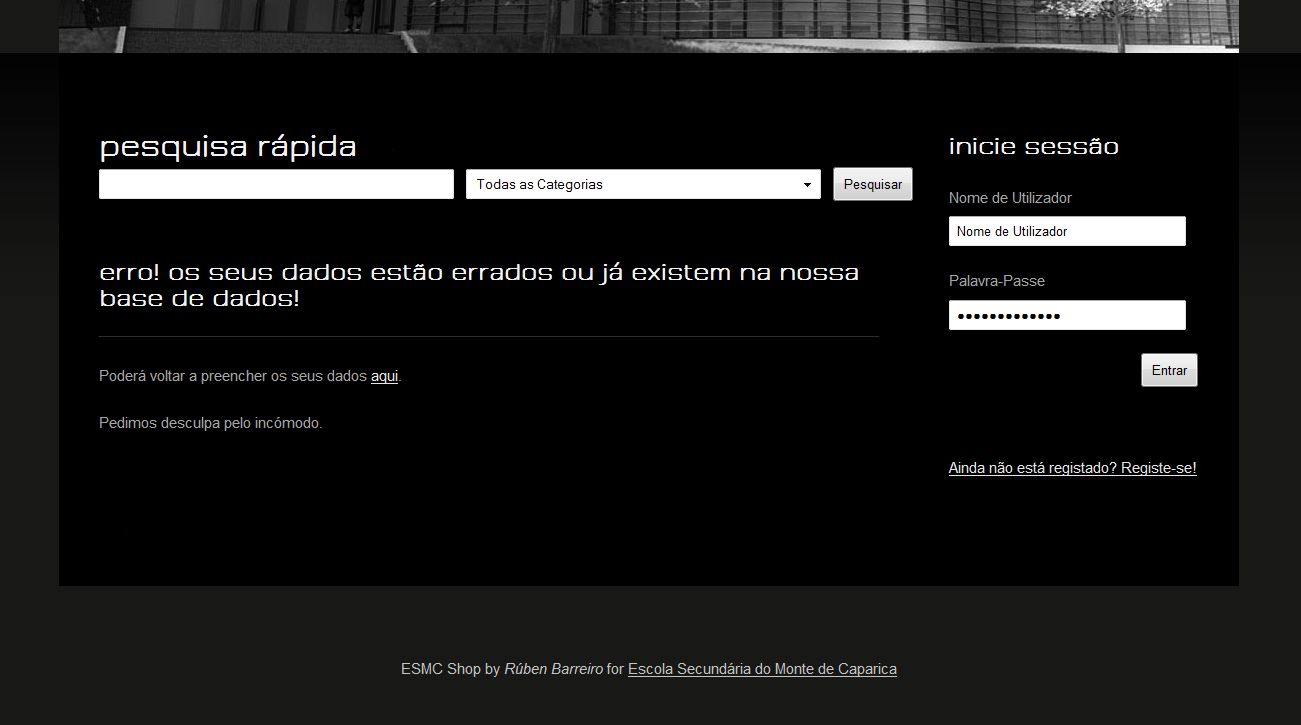 pesquisa rápida
Todas as Categorias
Pesquisar
erro! os seus dados estão errados ou já existem na nossa
base de dados!
Poderá voltar a preencher os seus dados aqui.
Pedimos desculpa pelo incómodo.
inicie sessão
Nome de Utilizador
Nome de Utilizador
Palavra-Passe
•••••••••••••
Entrar
Ainda não está registado? Registe-se!
ESMC Shop by Rúben Barreiro for Escola Secundária do Monte de Caparica